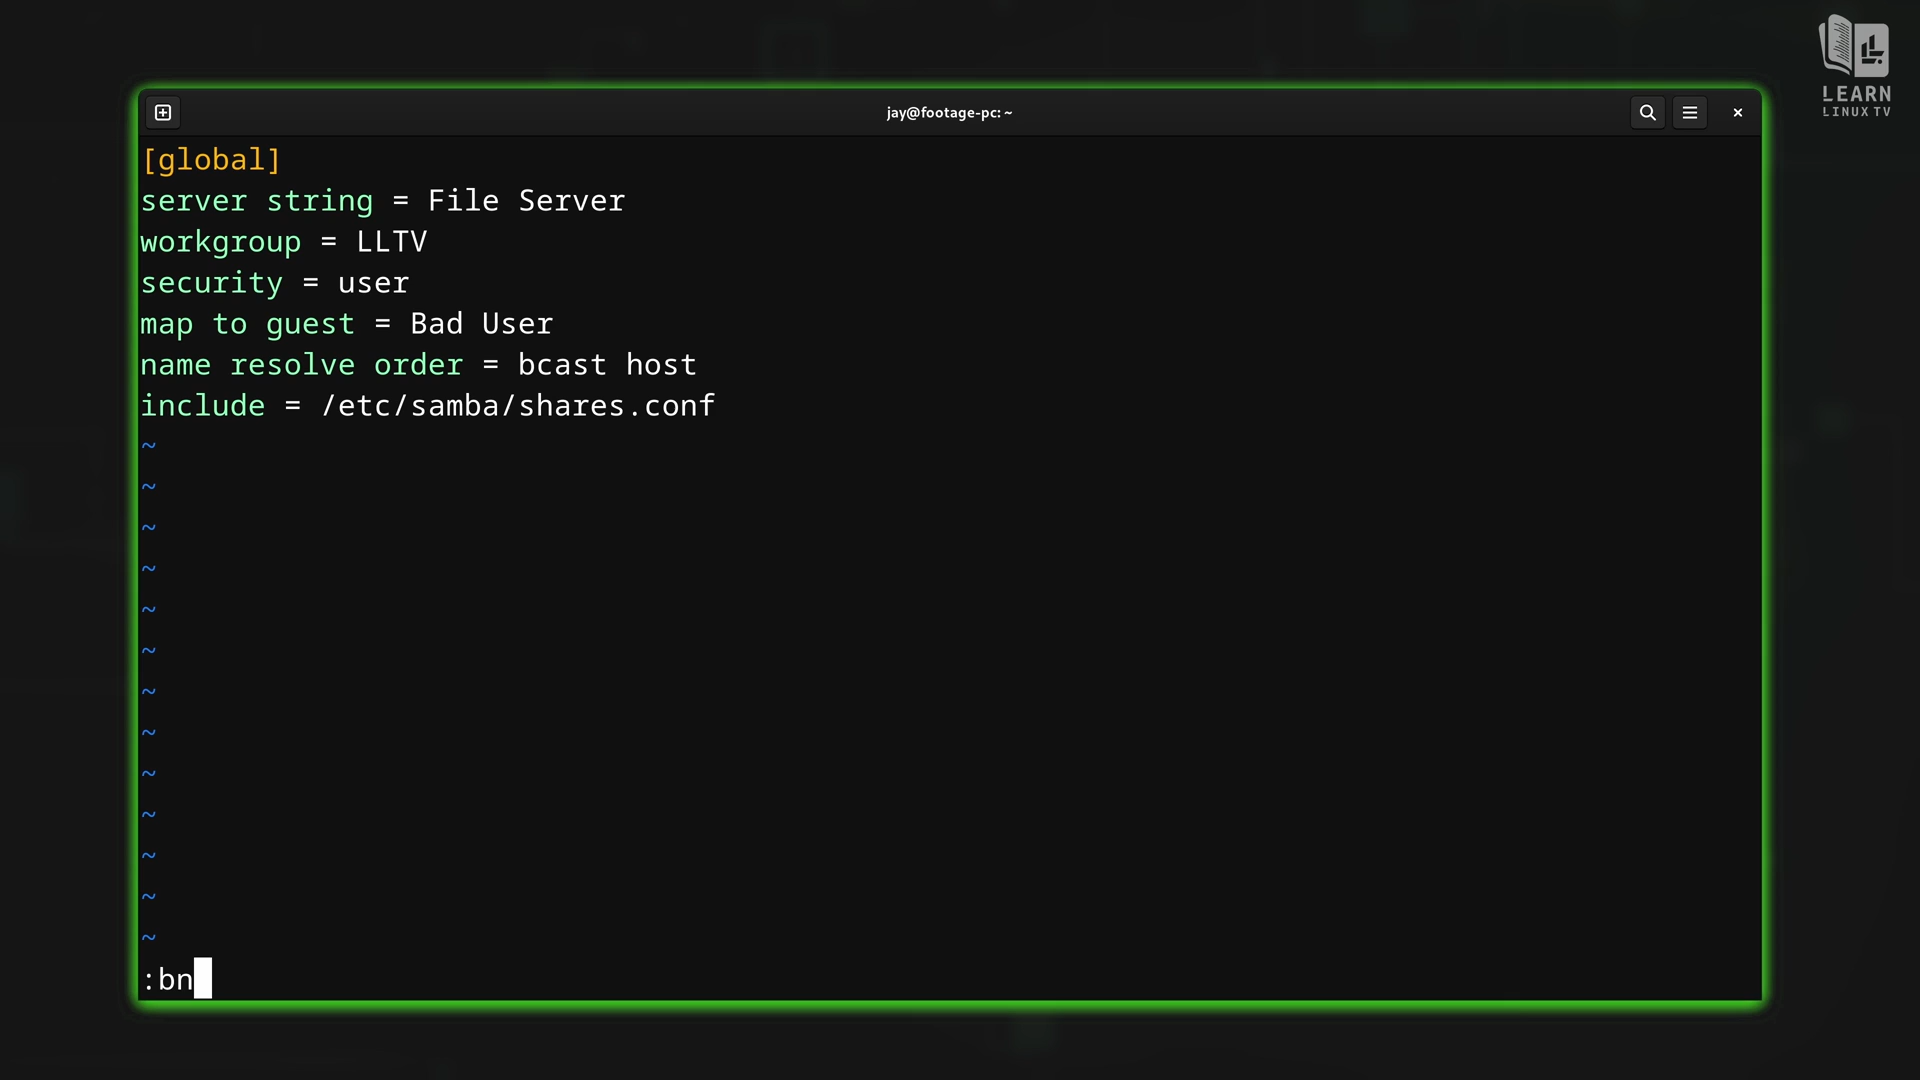 LEARN
LINUX TV
jay@footage-pc: ~
[global]
server string = File Server
workgroup = LLTV
security = user
map to guest = Bad User
name resolve order = bcast host
include = /etc/samba/shares.conf
~
~
~
~
~
~
~
~
~
~
~
~
~
:bn